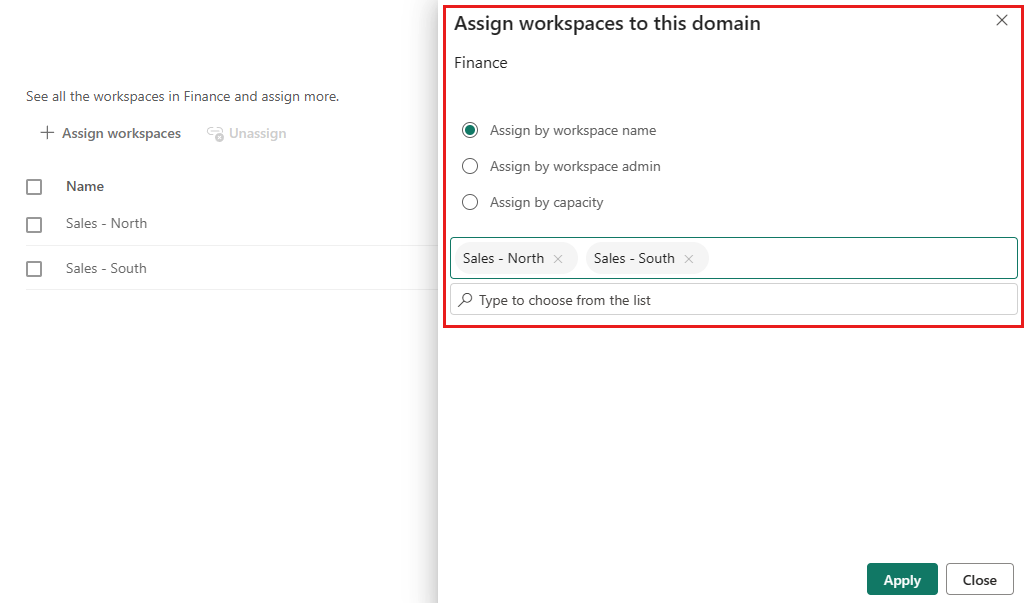 See all the workspaces in Finance and assign more.
Assign workspaces Unassign
Name
Sales - North
Sales - South
Assign workspaces to this domain
Finance
Assign by workspace name
Assign by workspace admin
Assign by capacity
Sales - North Sales - South
Type to choose from the list
Apply Close